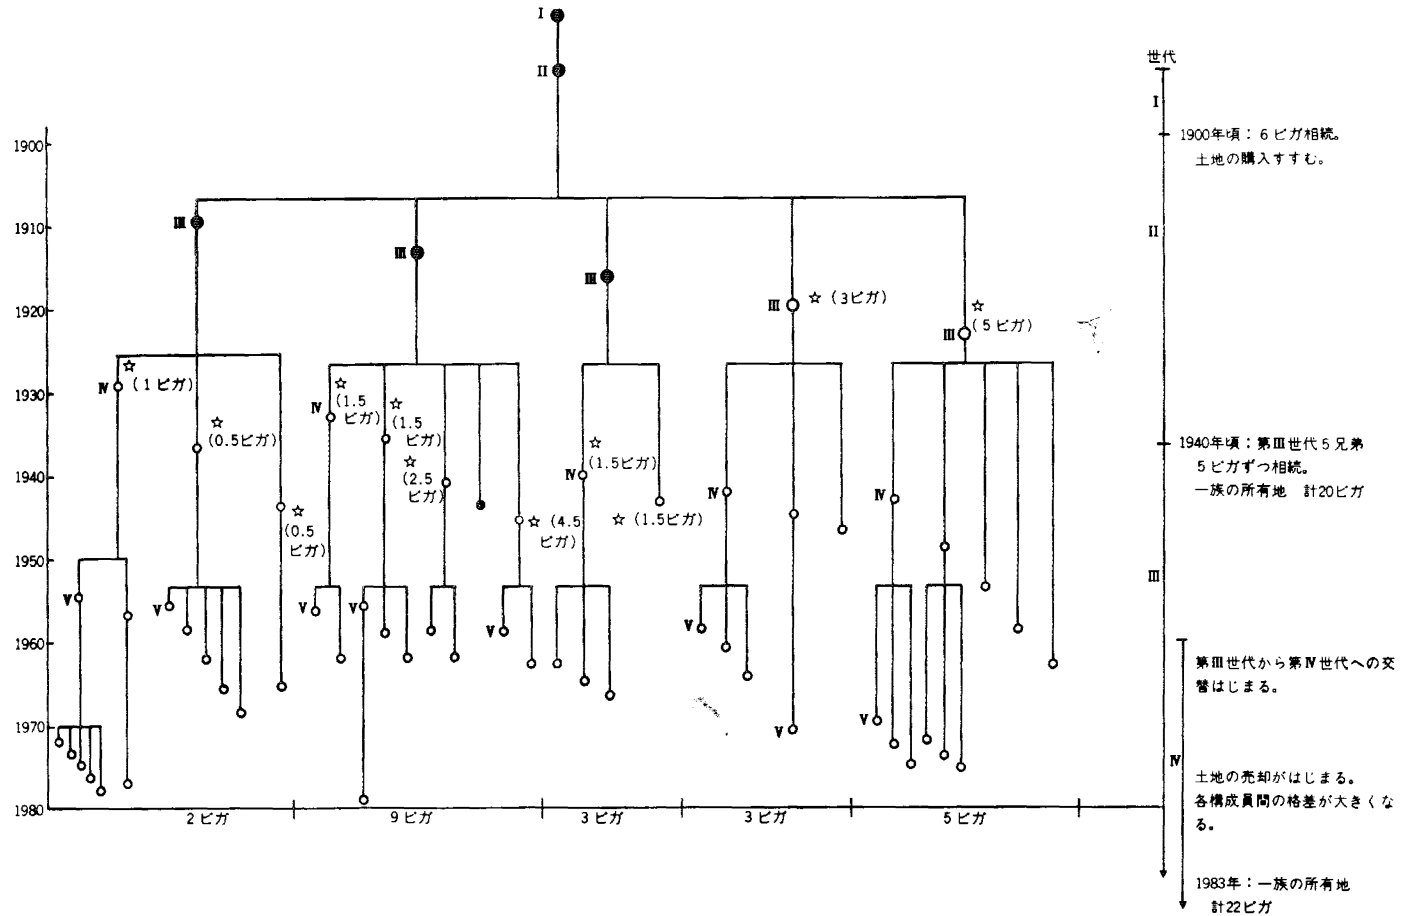 I
II
世代
I
1900
1900年頃：６ビガ相続。
土地の購入すすむ。
III
1910
II
III
III
1920
III
☆（3ビガ）
☆
III
（5ビガ）
☆
IV
（1ビガ）
1930
☆
IV
（1.5
ビガ）
☆
（1.5
ビガ）
☆
（0.5ビガ）
☆
（2.5
ビガ）
☆
IV
（1.5ビガ）
1940年頃：第III世代５兄弟
５ビガずつ相続。
一族の所有地　計20ビガ
1940
IV
IV
☆
（0.5
ビガ）
☆（4.5
ビガ）
☆（1.5ビガ）
1950
III
V
V
V
V
V
V
1960
第III世代から第IV世代への交
替はじまる。
1970
V
V
IV
土地の売却がはじまる。
各構成員間の格差が大きくな
る。
1980
2ビガ
9ビガ
3ビガ
3ビガ
5ビガ
1983年：一族の所有地
計22ビガ